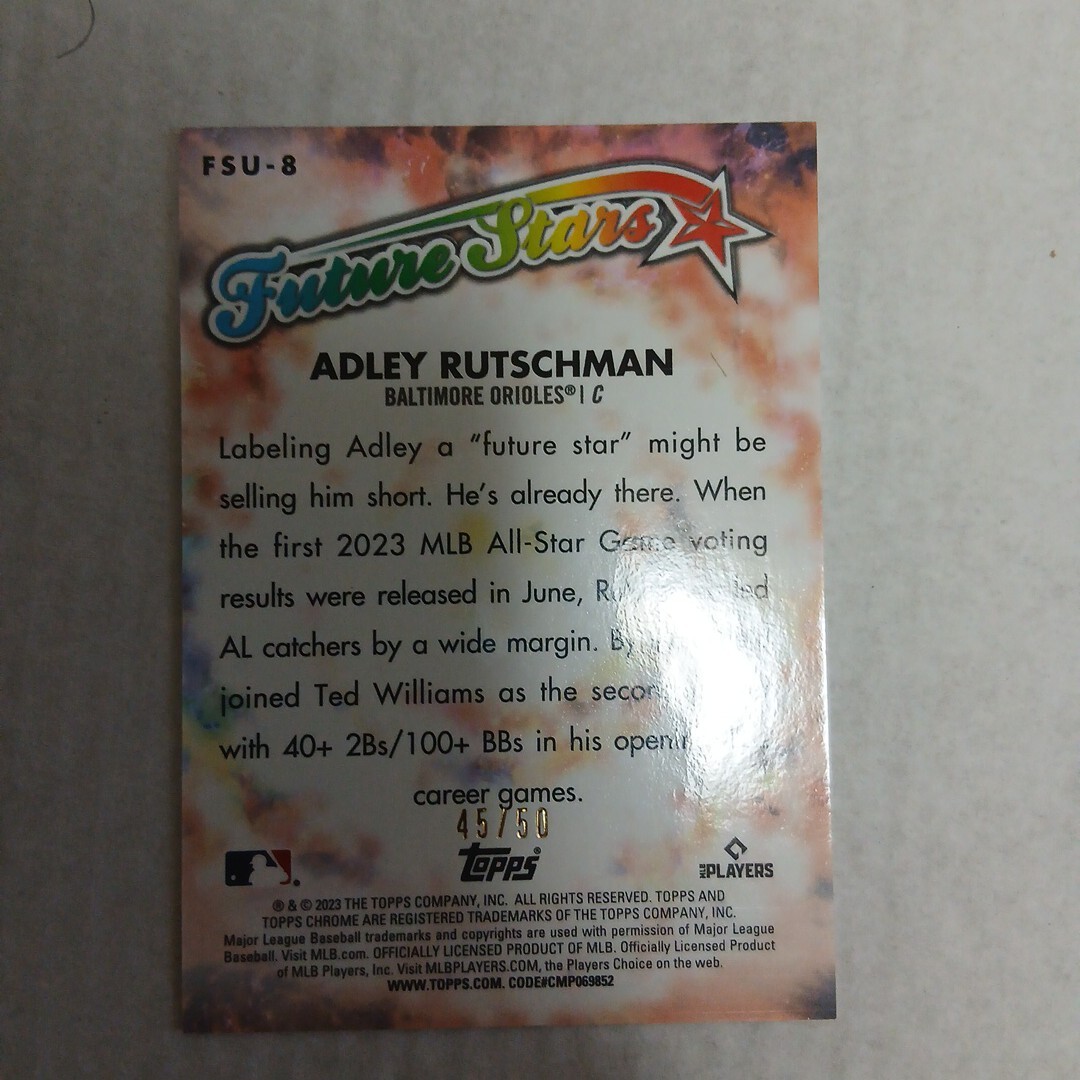 FSU-8
Future Stars
ADLEY RUTSCHMAN
BALTIMORE ORIOLES® | C
Labeling Adley a "future star" might be
selling him short. He's already there. When
the first 2023 MLB All-Star Game® voting
results were released in June, led
AL catchers by a wide margin.
joined Ted Williams as the
with 40+ 2Bs/100+ BBs in his
career games.
45/50
topps®
MLB PLAYERS
® & © 2023 THE TOPPS COMPANY, INC. ALL RIGHTS RESERVED. TOPPS AND
TOPPS CHROME ARE REGISTERED TRADEMARKS OF THE TOPPS COMPANY, INC.
Major League Baseball trademarks and copyrights are used with permission of Major League
Baseball. Visit MLB.com. OFFICIALLY LICENSED PRODUCT OF MLB. Officially Licensed Product
of MLB Players, Inc. Visit MLBPLAYERS.COM, the Players Choice on the web.
WWW.TOPPS.COM. CODE#CMP069852